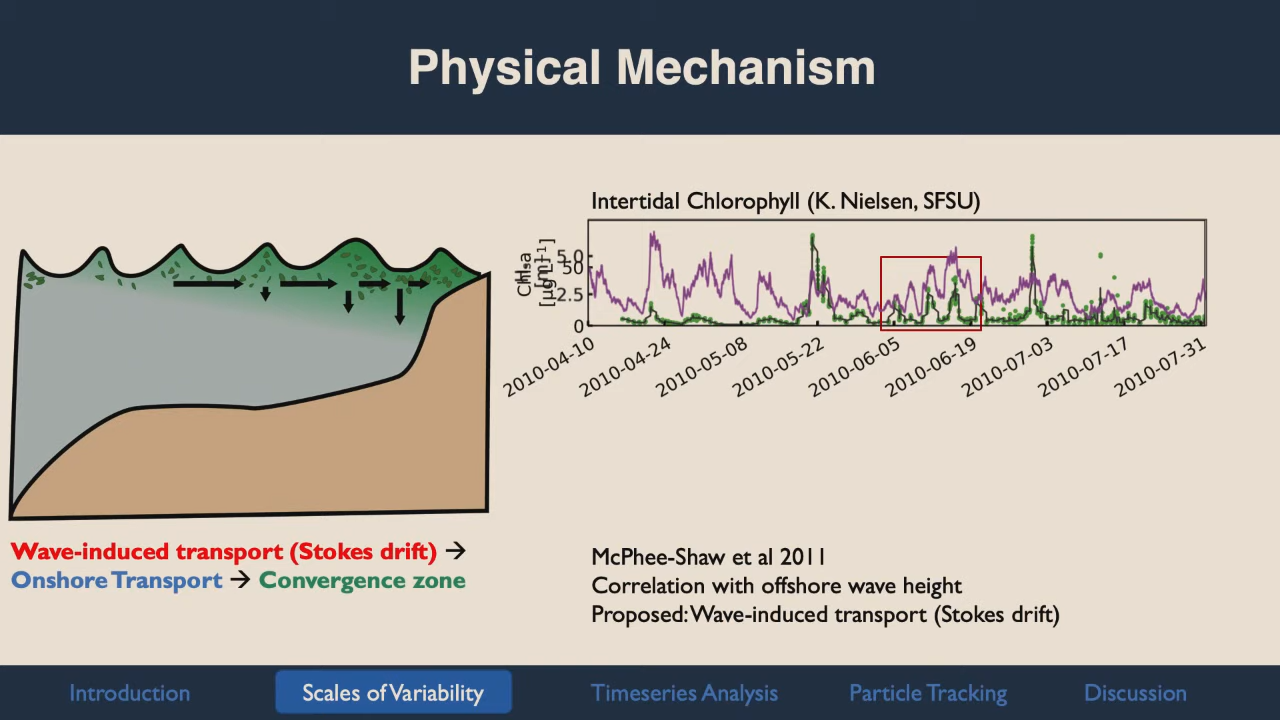 Physical Mechanism
Intertidal Chlorophyll (K. Nielsen, SFSU)
5.0
50
2.5
0
2010-04-10
2010-04-24
2010-05-08
2010-05-22
2010-06-05
2010-06-19
2010-07-03
2010-07-17
2010-07-31
Wave-induced transport (Stokes drift) →
Onshore Transport → Convergence zone
McPhee-Shaw et al 2011
Correlation with offshore wave height
Proposed: Wave-induced transport (Stokes drift)
Introduction
Scales of Variability
Timeseries Analysis
Particle Tracking
Discussion